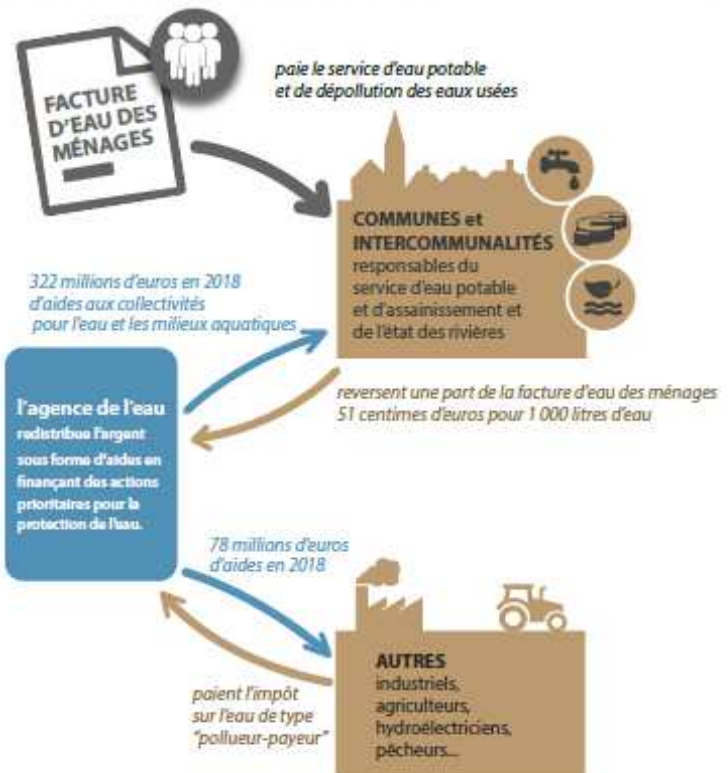 FACTURE
D'EAU DES
MÉNAGES
paie le service d'eau potable
et de dépollution des eaux usées
COMMUNES et
INTERCOMMUNALITÉS
responsables du
service d'eau potable
et d'assainissement et
de l'état des rivières
322 millions d'euros en 2018
d'aides aux collectivités
pour l'eau et les milieux aquatiques
reversent une part de la facture d'eau des ménages
51 centimes d'euros pour 1 000 litres d'eau
l'agence de l'eau
redistribue l'argent
sous forme d'aides en
finançant des actions
prioritaires pour la
protection de l'eau.
78 millions d'euros
d'aides en 2018
paient l'impôt
sur l'eau de type
"pollueur-payeur"
AUTRES
industriels,
agriculteurs,
hydroélectriciens,
pêcheurs...